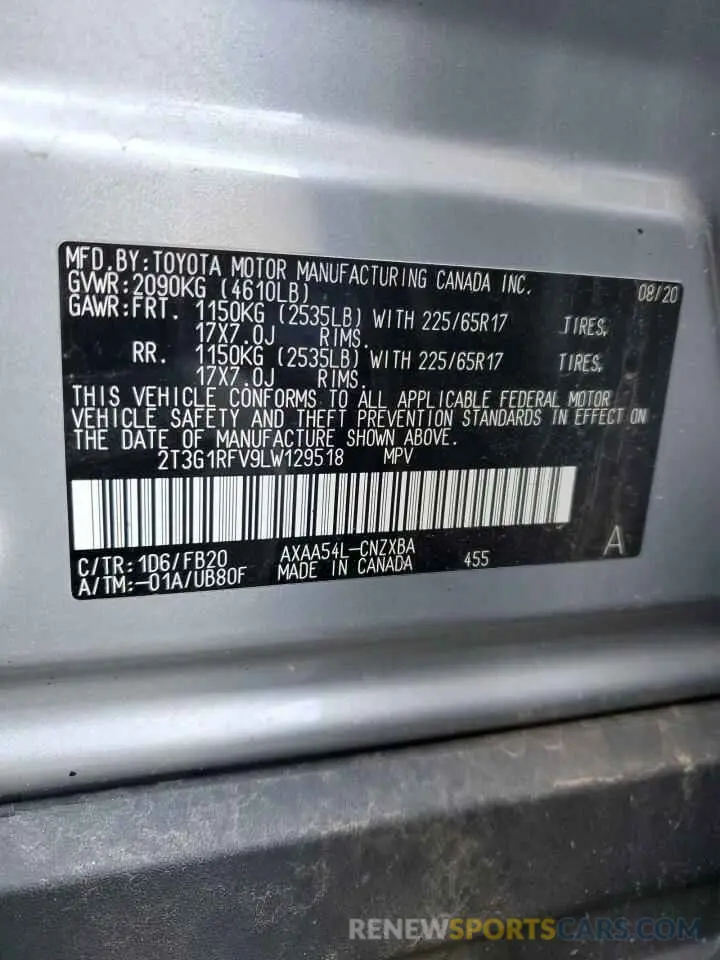 MFD.BY:TOYOTA MOTOR MANUFACTURING CANADA INC.
GVWR:2090KG (4610LB) 08/20
GAWR:FRT. 1150KG (2535LB) WITH 225/65R17 TIRES,
17X7.0J RIMS.
RR. 1150KG (2535LB) WITH 225/65R17 TIRES,
17X7.0J RIMS.
THIS VEHICLE CONFORMS TO ALL APPLICABLE FEDERAL MOTOR
VEHICLE SAFETY AND THEFT PREVENTION STANDARDS IN EFFECT ON
THE DATE OF MANUFACTURE SHOWN ABOVE.
2T3G1RFV9LW129518 MPV
C/TR:1D6/FB20 AXAA54L-CNZXBA A
A/TM:-01A/UB80F MADE IN CANADA 455
RENEWSPORTSCARS.COM